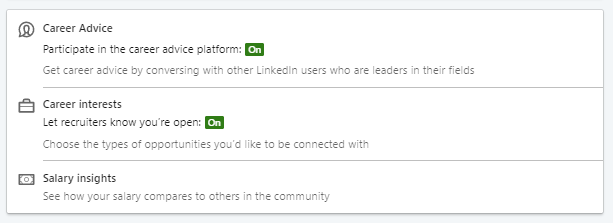 Career Advice
Participate in the career advice platform: On
Get career advice by conversing with other LinkedIn users who are leaders in their fields
Career interests
Let recruiters know you're open: On
Choose the types of opportunities you'd like to be connected with
Salary insights
See how your salary compares to others in the community